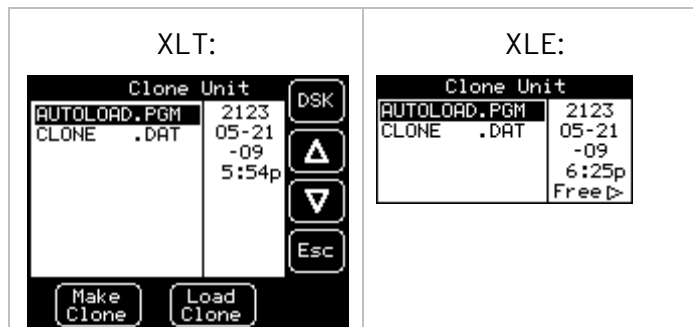 XLT:
Clone Unit
DSK
AUTOLOAD.PGM 2123
CLONE .DAT 05-21
-09
5:54p
Esc
Make Clone
Load Clone
XLE:
Clone Unit
AUTOLOAD.PGM 2123
CLONE .DAT 05-21
-09
6:25p
Free